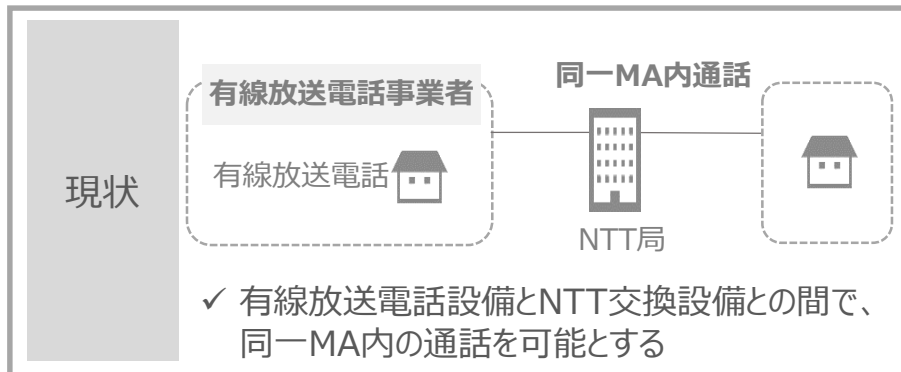 現状
有線放送電話事業者
有線放送電話
同一MA内通話
NTT局
✓ 有線放送電話設備とNTT交換設備との間で、
同一MA内の通話を可能とする